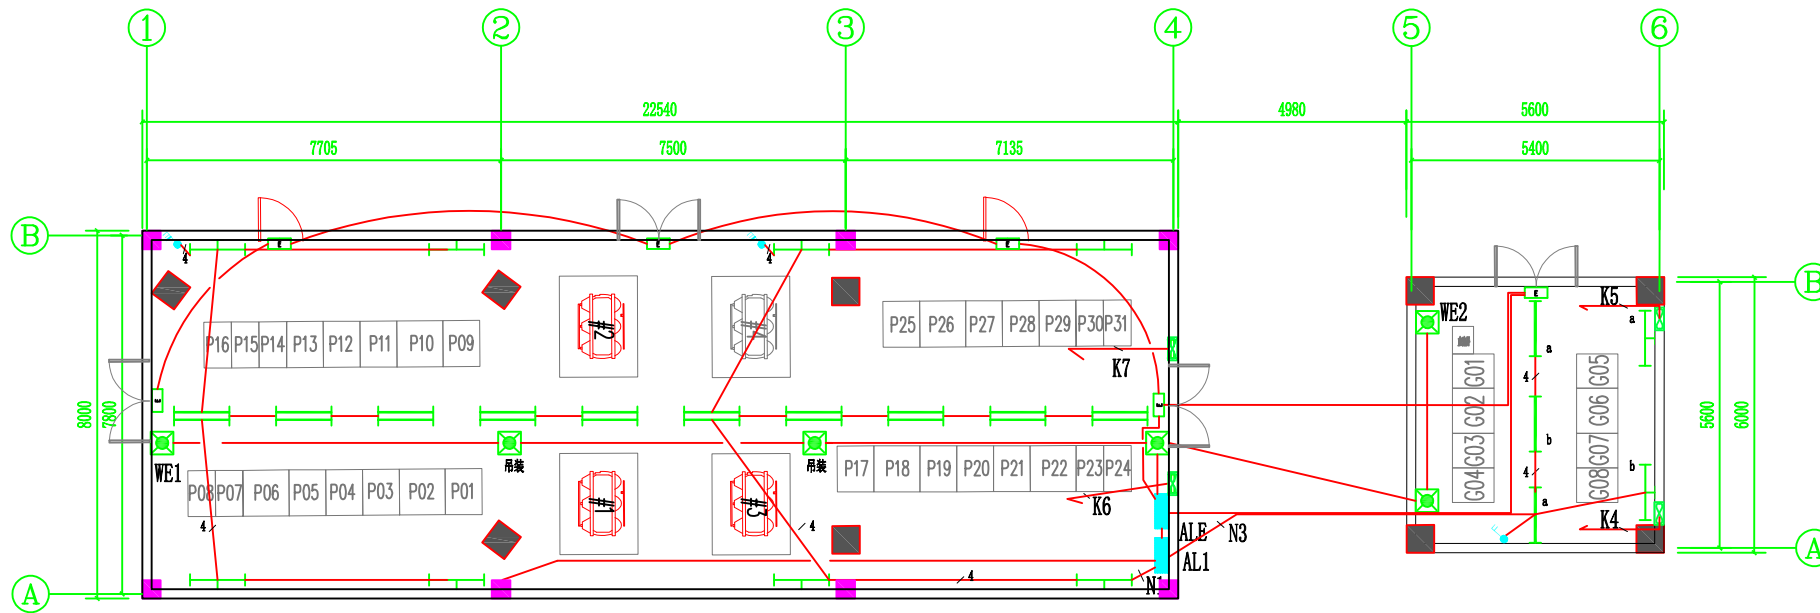 1 2 3 4 5 6
22540 4980 5600
7705 7500 7135 5400
B
B
E E E E
4 4
K5
WE2
a a
#2 #4
P25 P26 P27 P28 P29 P30 P31
P16 P15 P14 P13 P12 P11 P10 P09
K7
G01 G05
4
8000 7800
E E
G02 G06
5600 6000
b b
WE1 吊装 吊装
G03 G07
P17 P18 P19 P20 P21 P22 P23 P24
4
P08 P07 P06 P05 P04 P03 P02 P01
G04 G08
#1 #3
K6
a
4 4
ALE N3
K4
AL1
A
4
N1
A